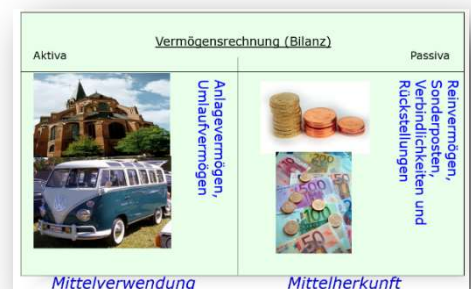 Vermögensrechnung (Bilanz)
Aktiva
Passiva
Anlagevermögen,
Umlaufvermögen
Reinvermögen,
Sonderposten,
Verbindlichkeiten und
Rückstellungen
Mittelverwendung
Mittelherkunft